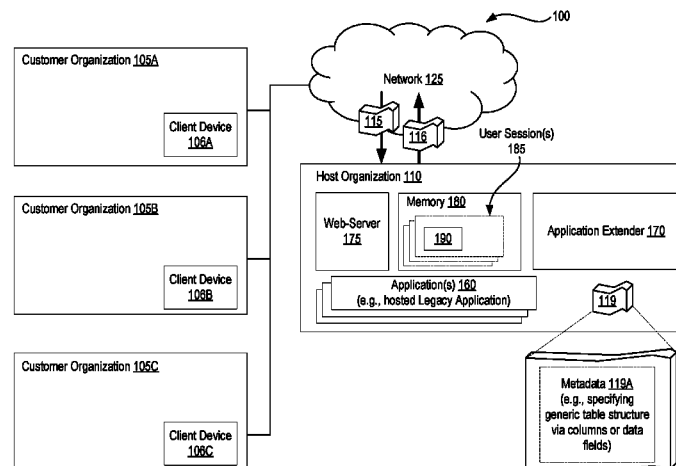 100
Customer Organization 105A
Client Device
106A
Network 125
115
116
User Session(s)
185
Host Organization 110
Customer Organization 105B
Client Device
106B
Web-Server
175
Memory 180
190
Application Extender 170
Application(s) 160
(e.g., hosted Legacy Application)
119
Customer Organization 105C
Client Device
106C
Metadata 119A
(e.g., specifying
generic table structure
via columns or data
fields)